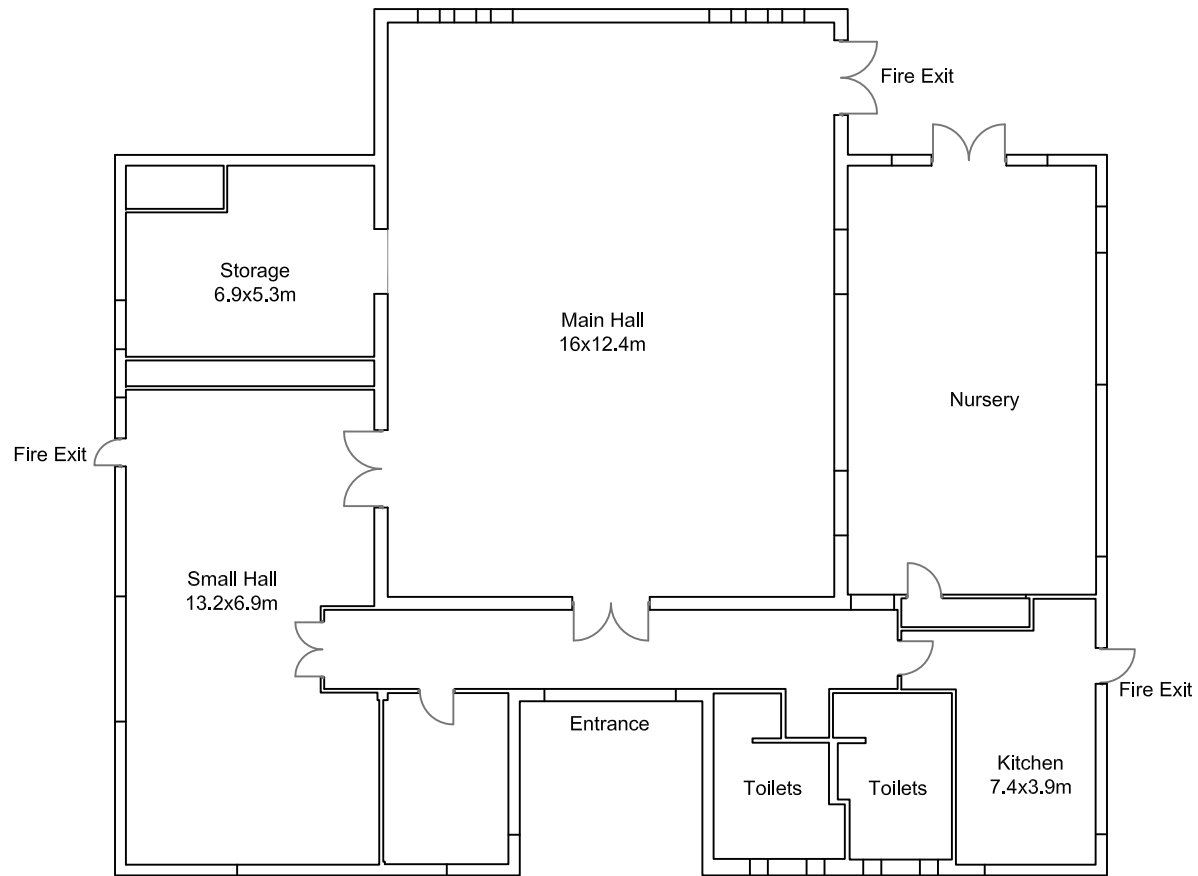 Fire Exit
Storage
6.9x5.3m
Main Hall
16x12.4m
Nursery
Fire Exit
Small Hall
13.2x6.9m
Fire Exit
Entrance
Kitchen
7.4x3.9m
Toilets
Toilets